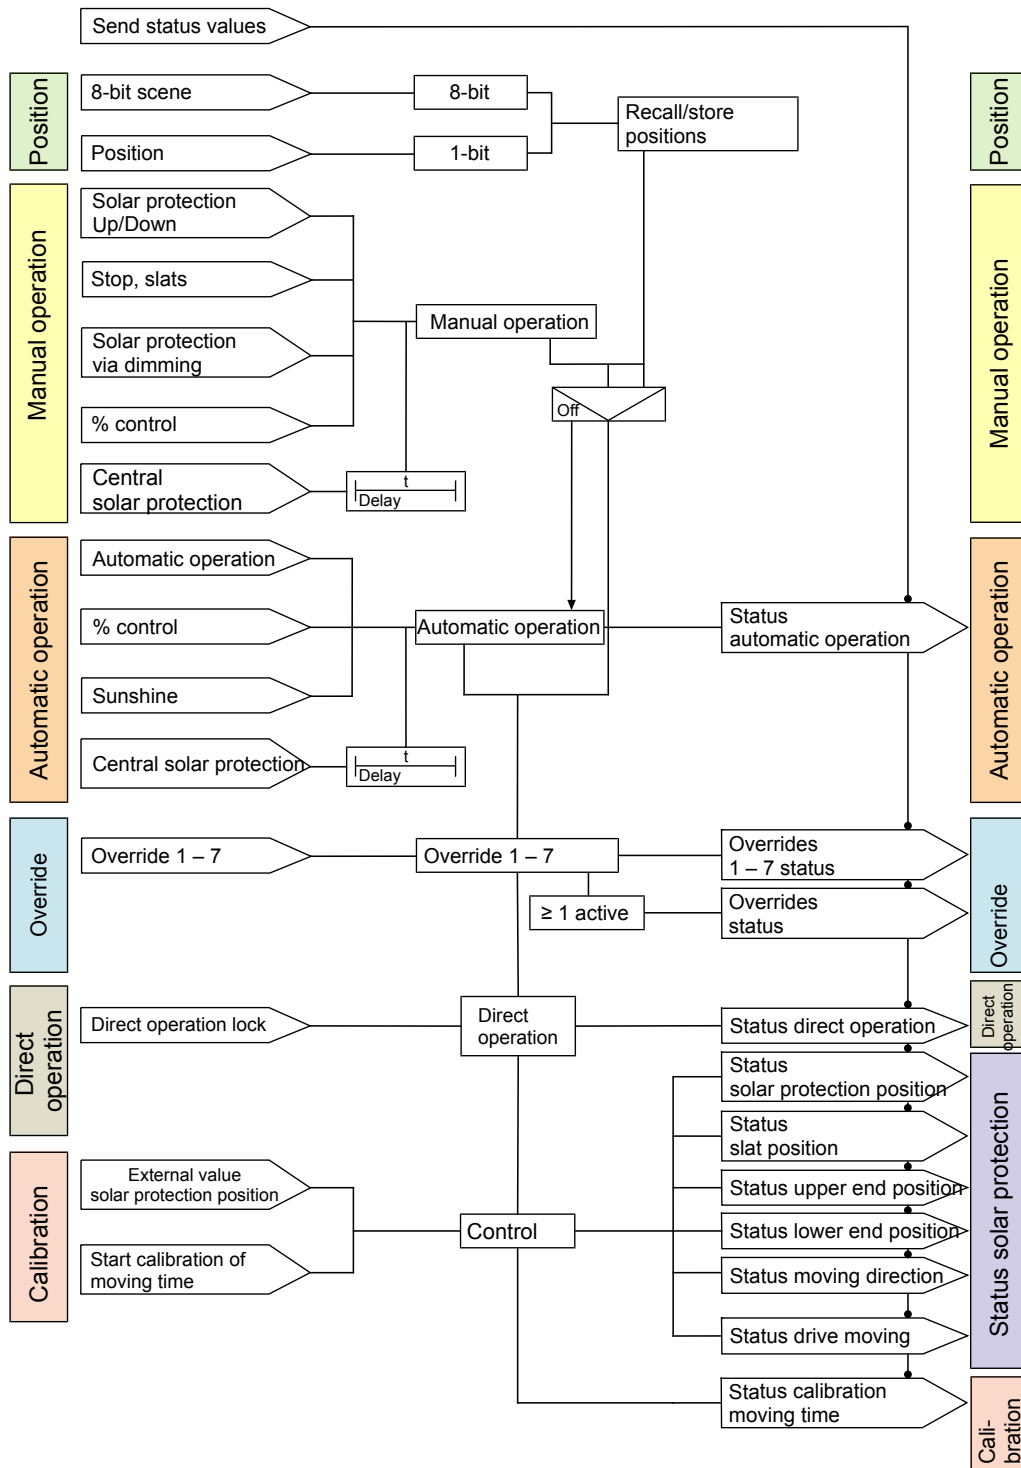 Send status values
Position
8-bit scene
8-bit
Recall/store
positions
Position
1-bit
Position
Manual operation
Solar protection
Up/Down
Stop, slats
Manual operation
Solar protection
via dimming
Off
% control
Central
solar protection
t
Delay
Manual operation
Automatic operation
Automatic operation
% control
Automatic operation
Status
automatic operation
Sunshine
Central solar protection
t
Delay
Automatic operation
Override
Override 1 – 7
Override 1 – 7
Overrides
1 – 7 status
≥ 1 active
Overrides
status
Override
Direct
operation
Direct operation lock
Direct
operation
Status direct operation
Direct
operation
Status
solar protection position
Status
slat position
Calibration
External value
solar protection position
Status upper end position
Control
Status lower end position
Start calibration of
moving time
Status moving direction
Status drive moving
Status solar protection
Status calibration
moving time
Cali-
bration